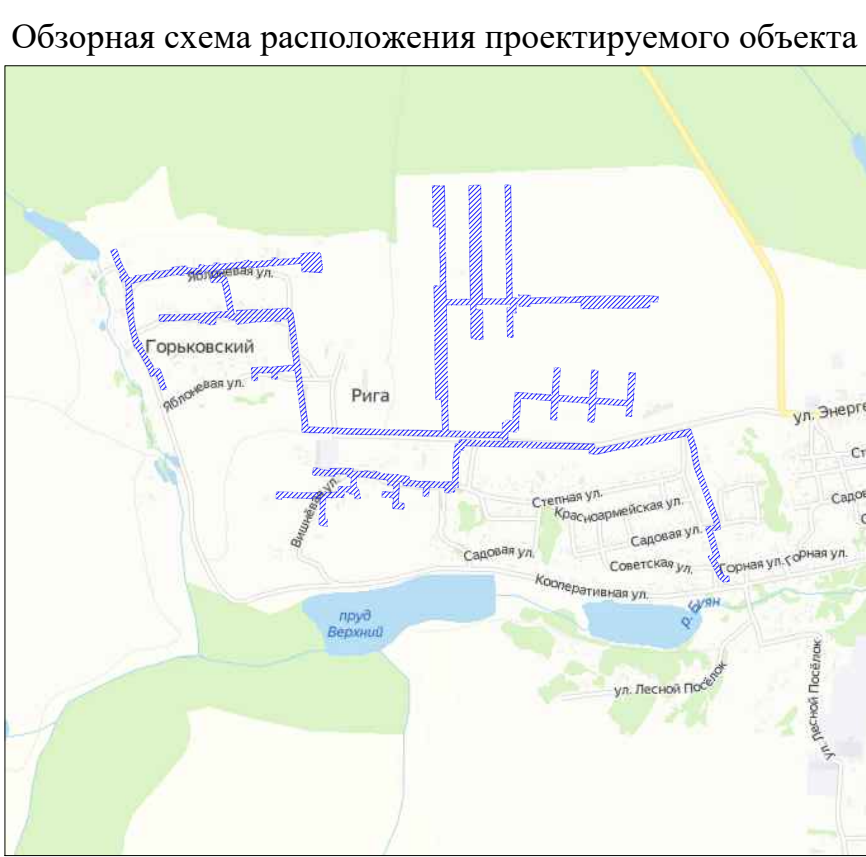 Обзорная схема расположения проектируемого объекта
Яблоневая ул.
Горьковский
Яблоневая ул.
Рига
ул. Энерге
Ст
Степная ул.
Садов
Красноармейская ул.
Вишнёвая ул.
Садовая ул.
Садовая ул.
Советская ул.
Горная ул.
Горная ул.
Кооперативная ул.
пруд
Верхний
р. Буян
ул. Лесной Посёлок
ул. Лесной Посёлок